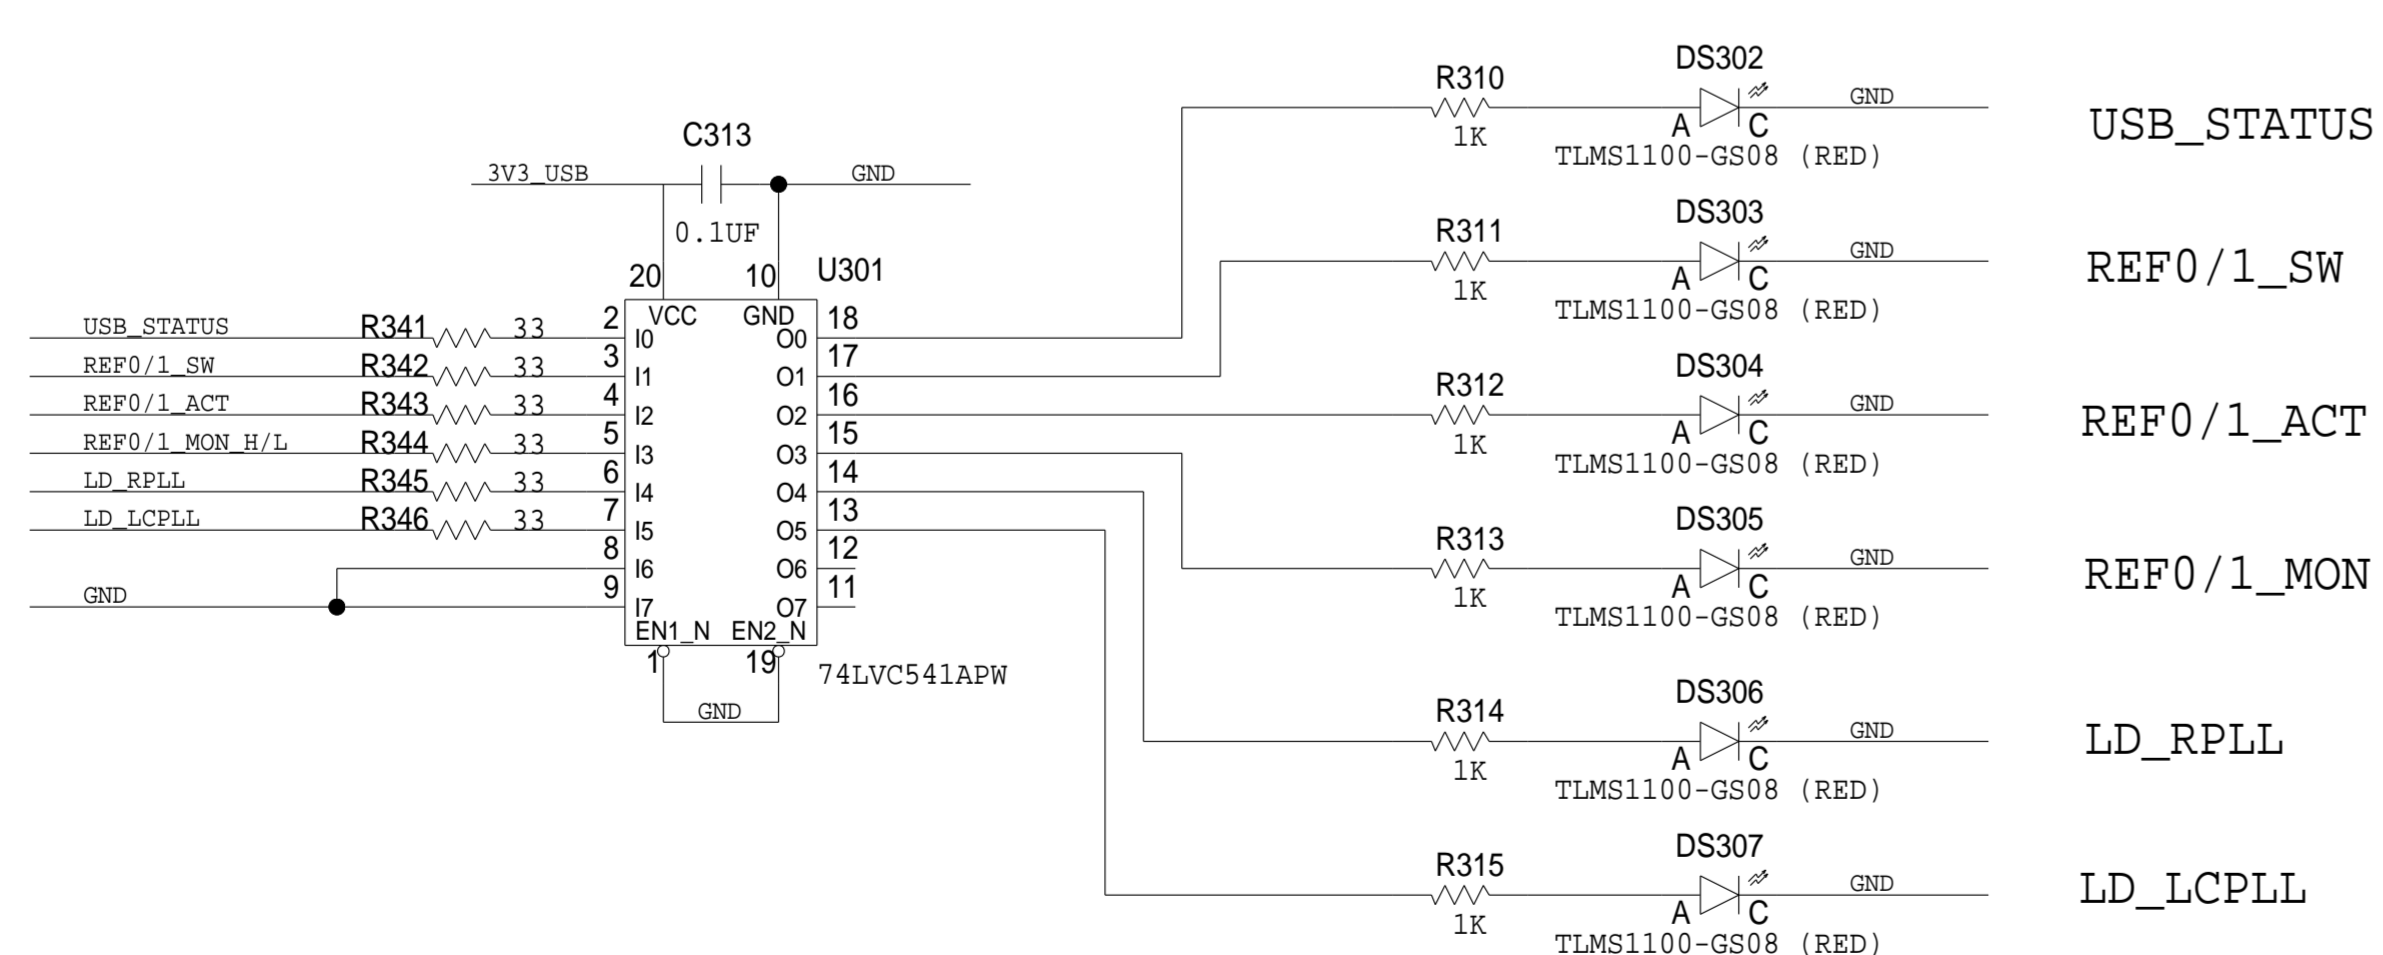 DS302
R310
GND
A C
1K
TLMS1100-GS08 (RED)
USB_STATUS
C313
3V3_USB GND
0.1UF
DS303
R311
GND
A C
1K
TLMS1100-GS08 (RED)
REF0/1_SW
20 10 U301
VCC GND
USB_STATUS R341 33 2 I0 O0 18
REF0/1_SW R342 33 3 I1 O1 17
REF0/1_ACT R343 33 4 I2 O2 16
REF0/1_MON_H/L R344 33 5 I3 O3 15
LD_RPLL R345 33 6 I4 O4 14
LD_LCPLL R346 33 7 I5 O5 13
8 I6 O6 12
GND 9 I7 O7 11
EN1_N EN2_N
1 19
74LVC541APW
GND
DS304
R312
GND
A C
1K
TLMS1100-GS08 (RED)
REF0/1_ACT
DS305
R313
GND
A C
1K
TLMS1100-GS08 (RED)
REF0/1_MON
DS306
R314
GND
A C
1K
TLMS1100-GS08 (RED)
LD_RPLL
DS307
R315
GND
A C
1K
TLMS1100-GS08 (RED)
LD_LCPLL